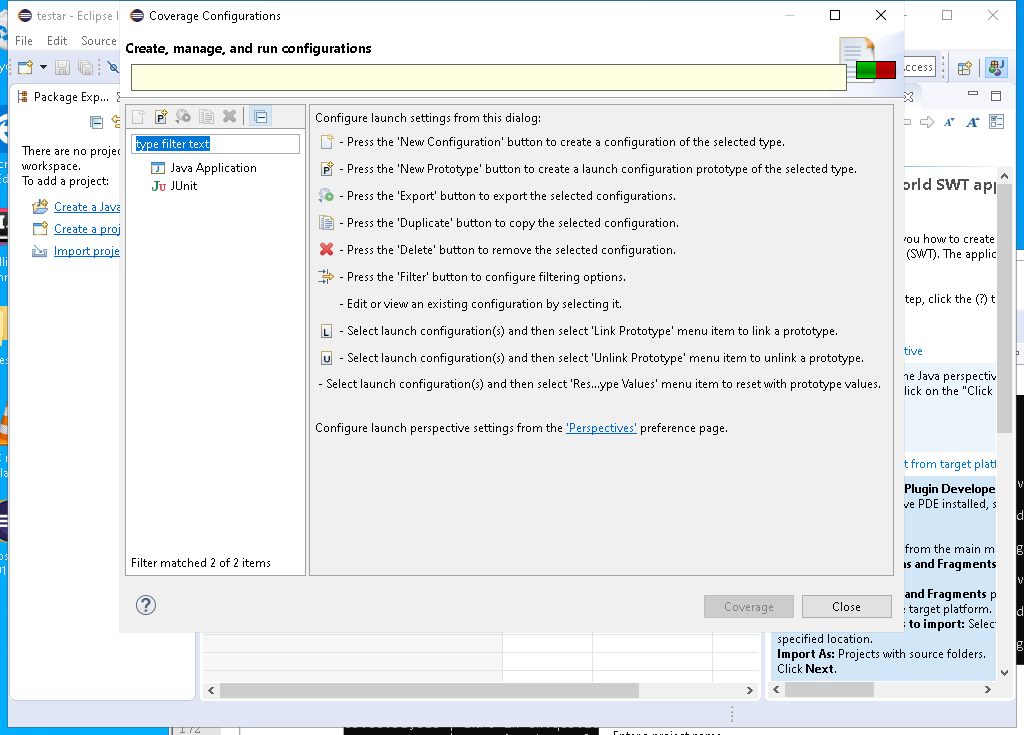 testar - Eclipse I
Coverage Configurations
File Edit Source
Create, manage, and run configurations
ccess
Package Exp...
There are no projec
workspace.
To add a project:
Create a Java
Create a proj
Import proje
type filter text
Java Application
JUnit
Filter matched 2 of 2 items
Configure launch settings from this dialog:
- Press the 'New Configuration' button to create a configuration of the selected type.
- Press the 'New Prototype' button to create a launch configuration prototype of the selected type.
- Press the 'Export' button to export the selected configurations.
- Press the 'Duplicate' button to copy the selected configuration.
- Press the 'Delete' button to remove the selected configuration.
- Press the 'Filter' button to configure filtering options.
- Edit or view an existing configuration by selecting it.
- Select launch configuration(s) and then select 'Link Prototype' menu item to link a prototype.
- Select launch configuration(s) and then select 'Unlink Prototype' menu item to unlink a prototype.
- Select launch configuration(s) and then select 'Res...ype Values' menu item to reset with prototype values.
Configure launch perspective settings from the 'Perspectives' preference page.
Coverage
Close
orld SWT app
you how to create
(SWT). The applic
tep, click the (?) t
tive
he Java perspectiv
lick on the "Click
t from target platf
Plugin Develope
ve PDE installed, s
from the main m
ns and Fragments
and Fragments p
e target platform.
s to import: Select
specified location.
Import As: Projects with source folders.
Click Next.
172